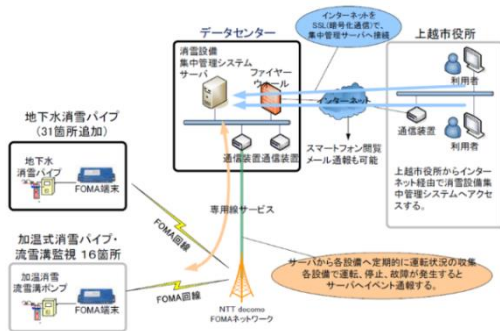 データセンター
消雪設備
集中管理システム
サーバ
ファイヤー
ウォール
通信装置
通信装置
インターネットを
SSL(暗号化通信)で、
集中管理サーバへ接続
インターネット
スマートフォン閲覧
メール通報も可能
上越市役所
利用者
通信装置
利用者
上越市役所からインター
ネット経由で消雪設備集
中管理システムへアクセ
スする。
地下水消雪パイプ
(31箇所追加)
地下水
消雪パイプ
FOMA端末
FOMA回線
専用線サービス
加温式消雪パイプ・
流雪溝監視 16箇所
加温消雪
流雪溝ポンプ
FOMA端末
FOMA回線
NTT docomo
FOMAネットワーク
サーバから各設備へ定期的に運転状況の収集
各設備で運転、停止、故障が発生すると
サーバへイベント通報する。